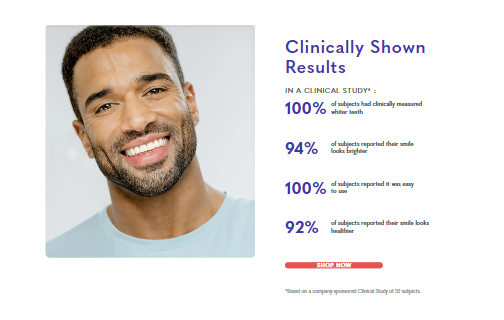 Clinically Shown
Results
IN A CLINICAL STUDY* :
100% of subjects had clinically measured
whiter teeth
94% of subjects reported their smile
looks brighter
100% of subjects reported it was easy
to use
92% of subjects reported their smile looks
healthier
SHOP NOW
*Based on a company sponsored Clinical Study of 52 subjects.